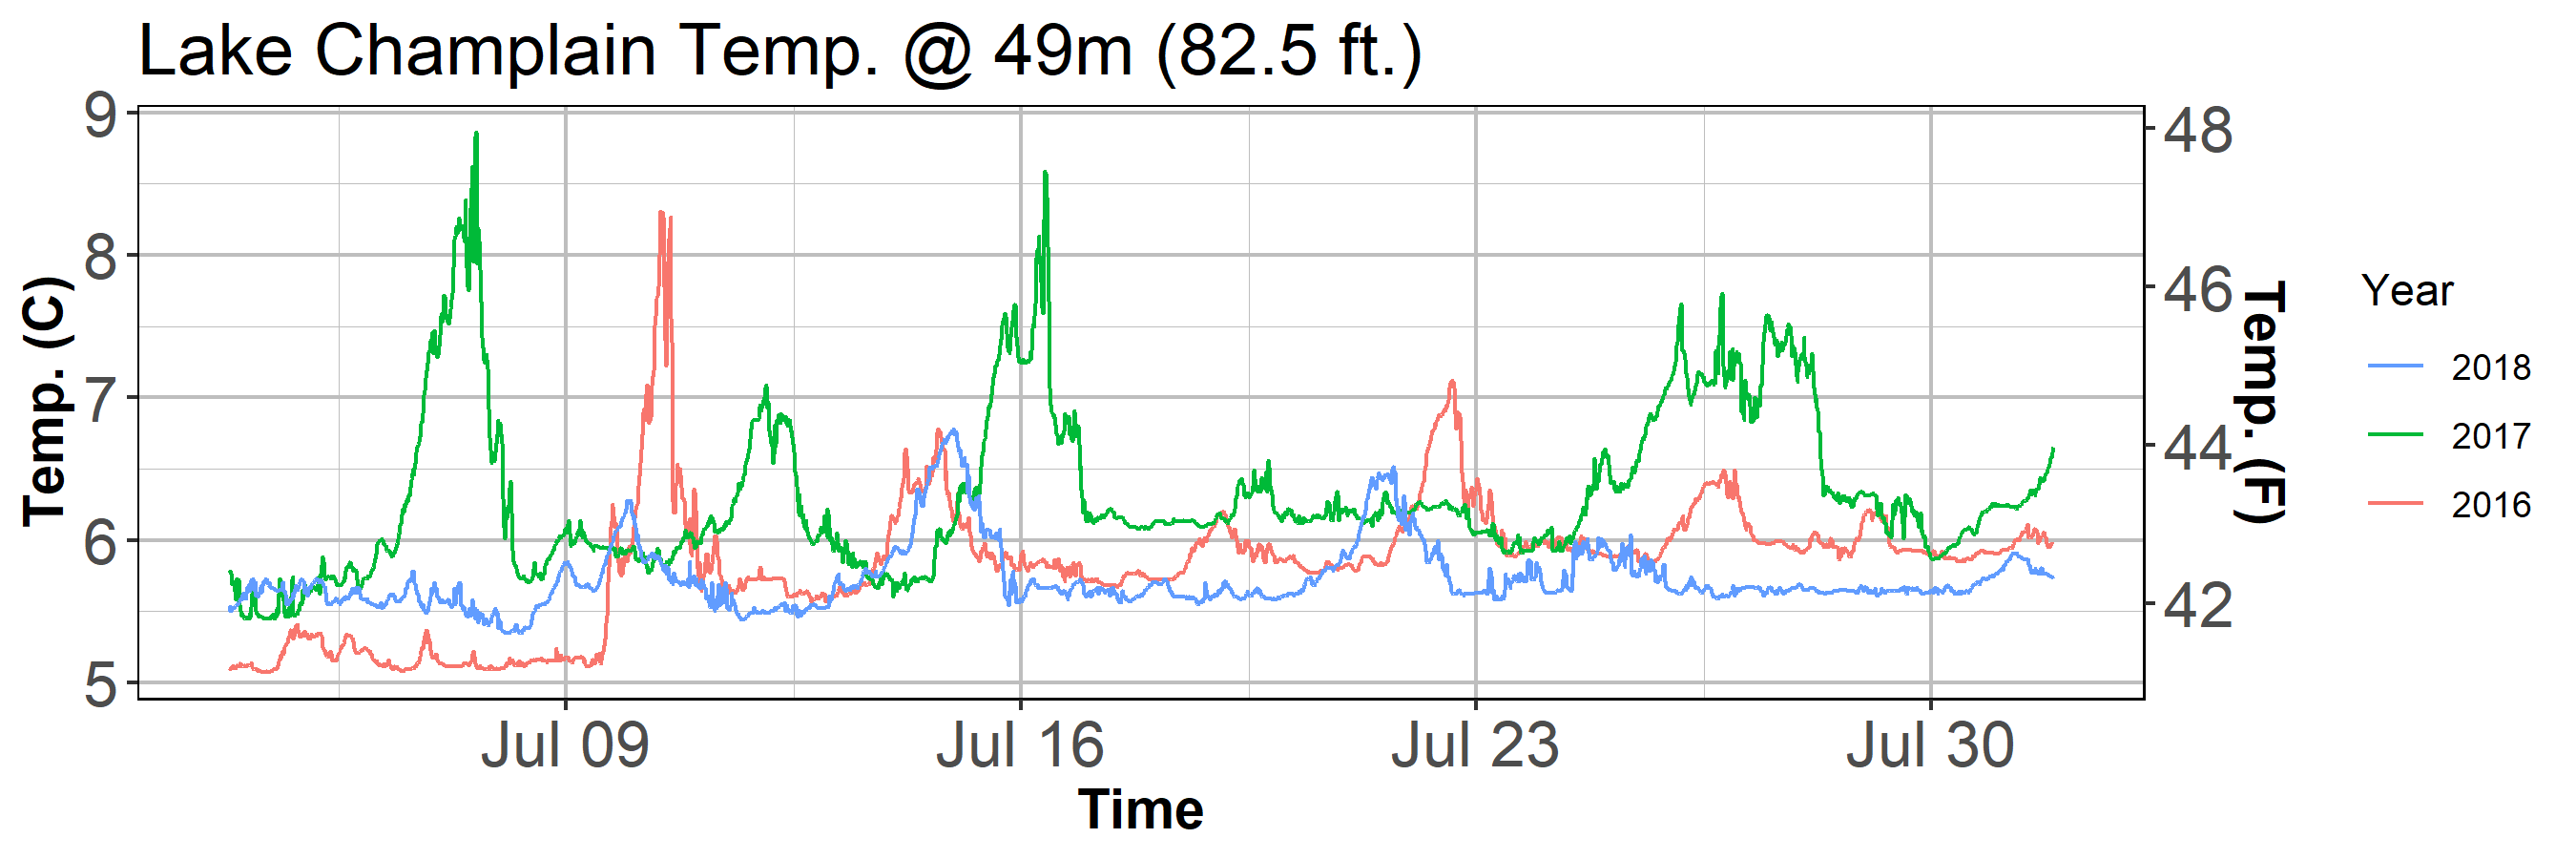 Lake Champlain Temp. @ 49m (82.5 ft.)
9
8
7
6
5
Temp. (C)
48
46
44
42
Temp. (F)
Jul 09
Jul 16
Jul 23
Jul 30
Time
Year
2018
2017
2016